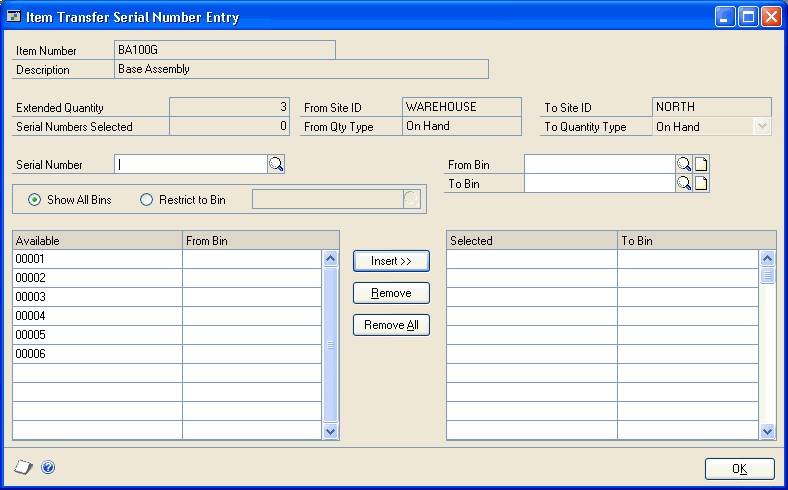 Item Transfer Serial Number Entry
Item Number BA100G
Description Base Assembly
Extended Quantity 3 From Site ID WAREHOUSE To Site ID NORTH
Serial Numbers Selected 0 From Qty Type On Hand To Quantity Type On Hand
Serial Number From Bin
To Bin
Show All Bins Restrict to Bin
Available From Bin Selected To Bin
00001 Insert >>
00002
00003 Remove
00004 Remove All
00005
00006
OK